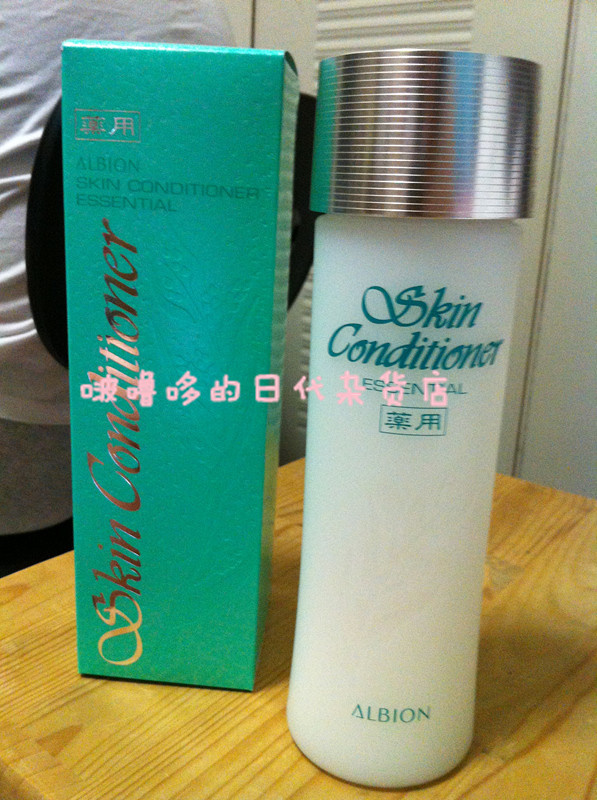 薬用
ALBION
SKIN CONDITIONER
ESSENTIAL
Skin Conditioner
Skin
Conditioner
ESSENTIAL
薬用
ALBION
啵噜哆的日代杂货店